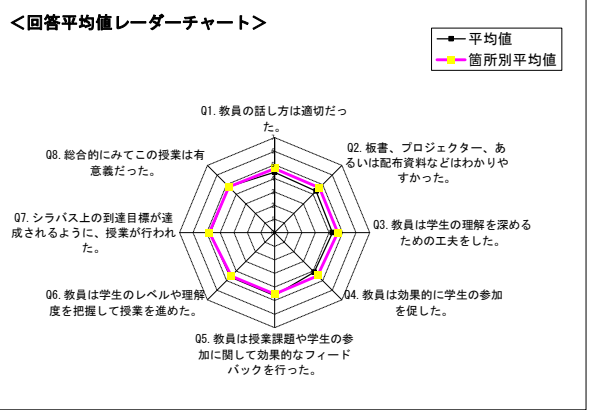 ＜回答平均値レーダーチャート＞
平均値
箇所別平均値
Q1. 教員の話し方は適切だっ
た。
Q2. 板書、プロジェクター、あ
るいは配布資料などはわかりや
すかった。
Q3. 教員は学生の理解を深める
ための工夫をした。
Q4. 教員は効果的に学生の参加
を促した。
Q5. 教員は授業課題や学生の参
加に関して効果的なフィード
バックを行った。
Q6. 教員は学生のレベルや理解
度を把握して授業を進めた。
Q7. シラバス上の到達目標が達
成されるように、授業が行われ
た。
Q8. 総合的にみてこの授業は有
意義だった。